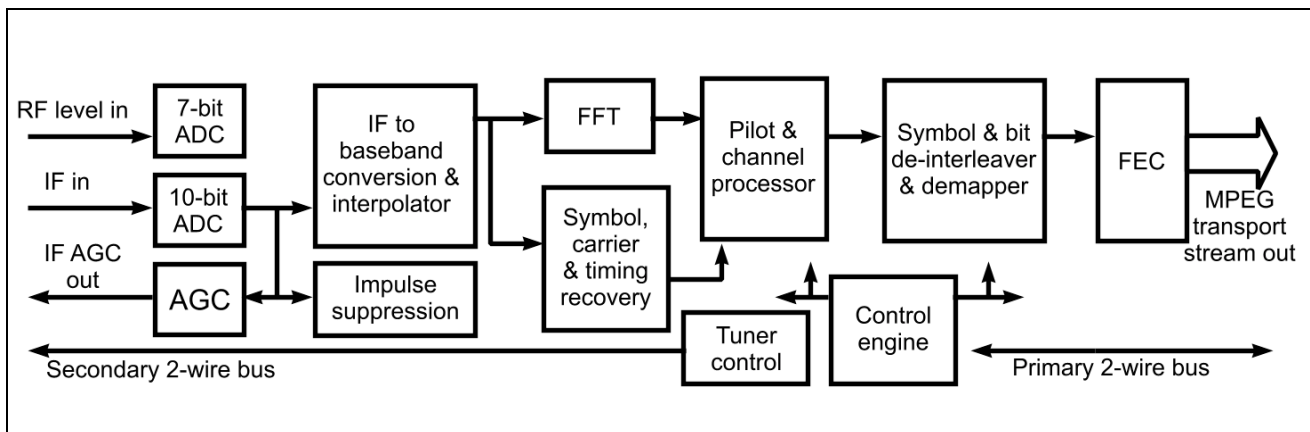 RF level in
7-bit
ADC
IF in
10-bit
ADC
IF AGC
out
AGC
IF to
baseband
conversion &
interpolator
Impulse
suppression
FFT
Symbol,
carrier
& timing
recovery
Pilot &
channel
processor
Symbol & bit
de-interleaver
& demapper
FEC
MPEG
transport
stream out
Tuner
control
Control
engine
Secondary 2-wire bus
Primary 2-wire bus